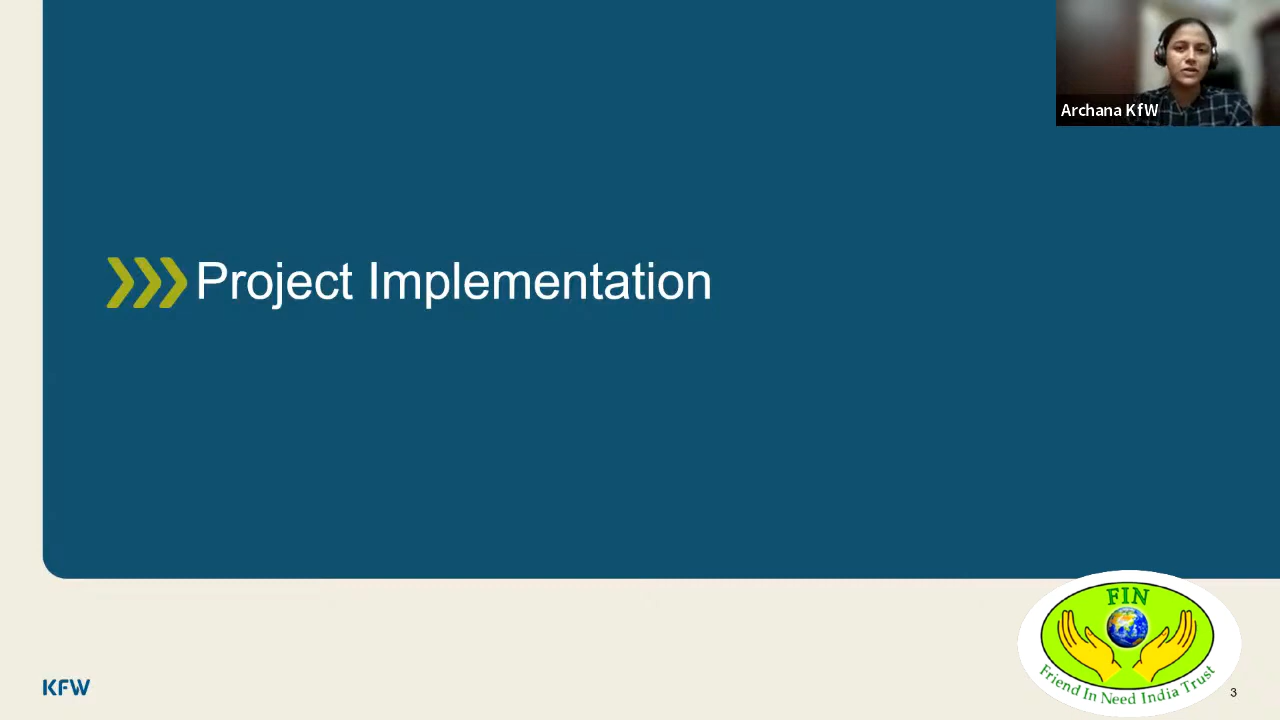 Archana KfW
Project Implementation
FIN
Friend In Need India Trust
KFW
3